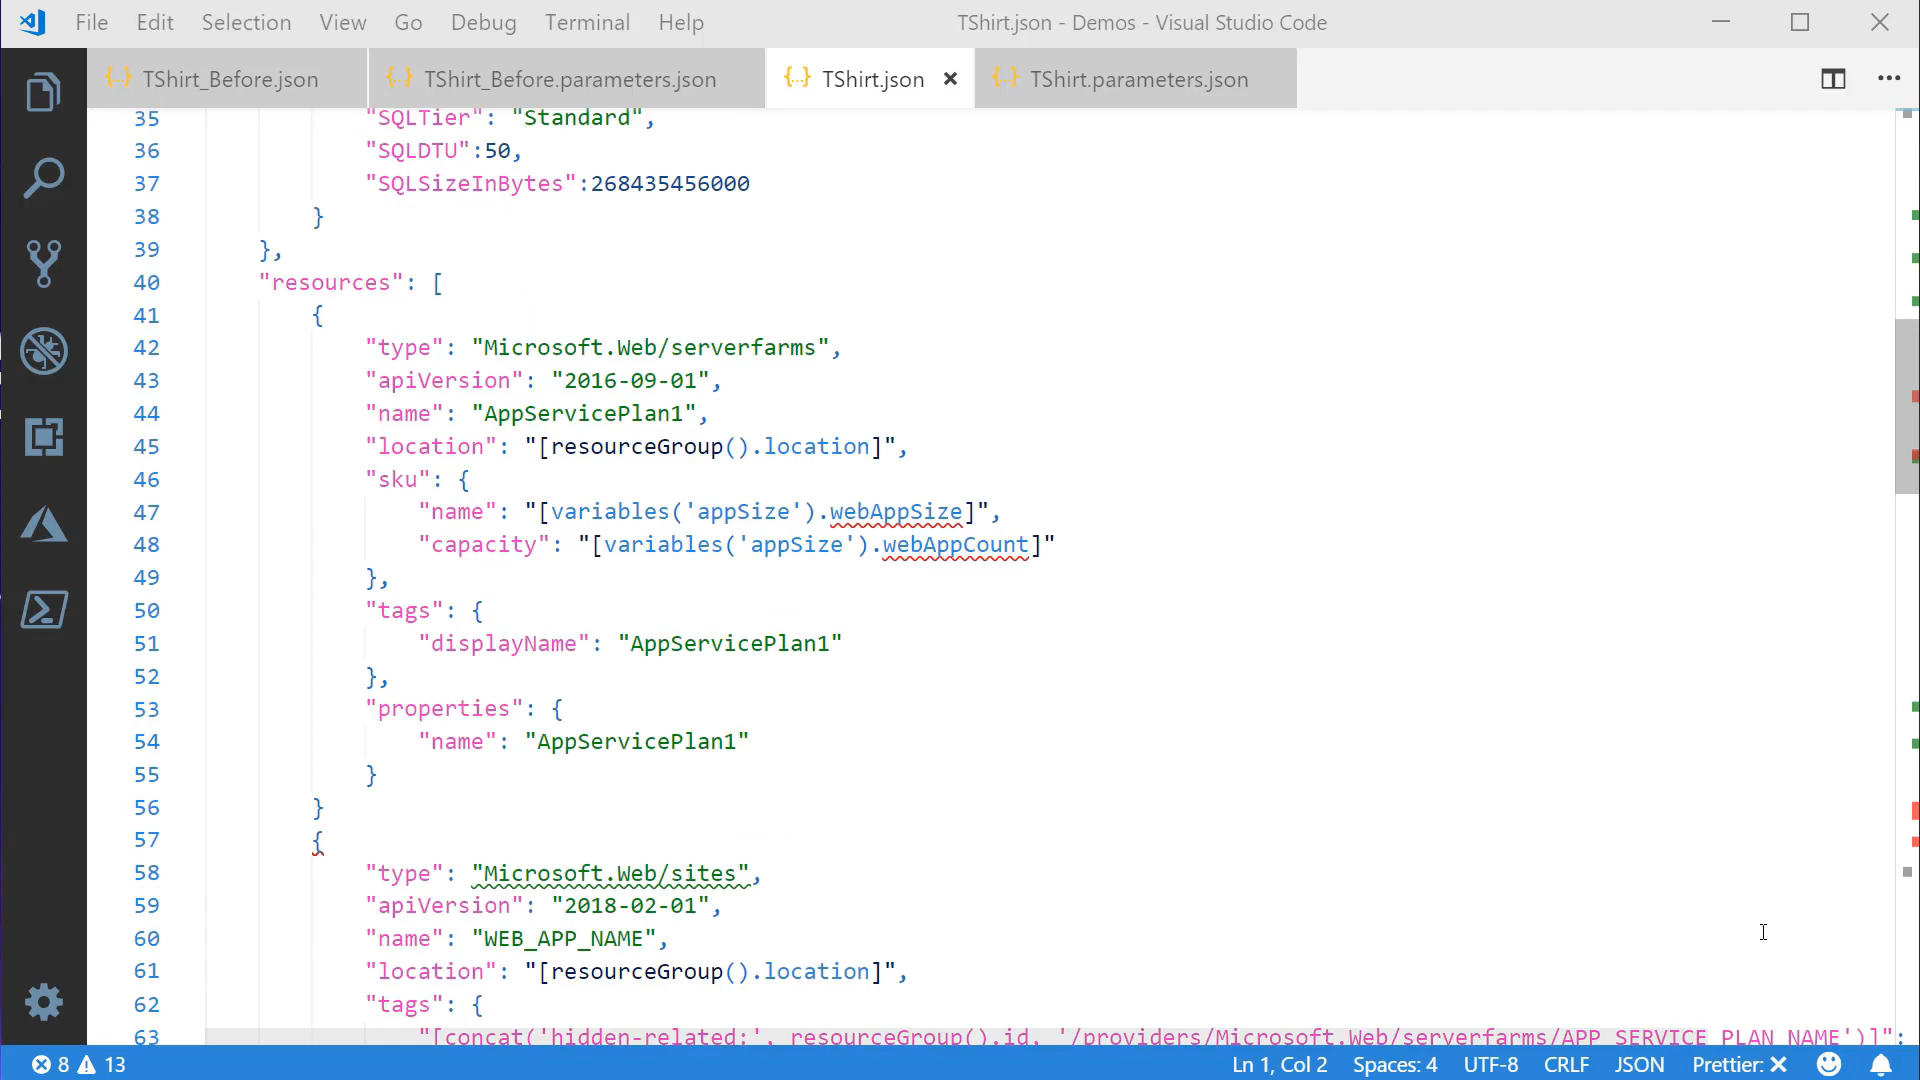 File Edit Selection View Go Debug Terminal Help TShirt.json - Demos - Visual Studio Code
TShirt_Before.json TShirt_Before.parameters.json TShirt.json TShirt.parameters.json
35 "SQLTier": "Standard",
36 "SQLDTU":50,
37 "SQLSizeInBytes":268435456000
38 }
39 },
40 "resources": [
41 {
42 "type": "Microsoft.Web/serverfarms",
43 "apiVersion": "2016-09-01",
44 "name": "AppServicePlan1",
45 "location": "[resourceGroup().location]",
46 "sku": {
47 "name": "[variables('appSize').webAppSize]",
48 "capacity": "[variables('appSize').webAppCount]"
49 },
50 "tags": {
51 "displayName": "AppServicePlan1"
52 },
53 "properties": {
54 "name": "AppServicePlan1"
55 }
56 }
57 {
58 "type": "Microsoft.Web/sites",
59 "apiVersion": "2018-02-01",
60 "name": "WEB_APP_NAME",
61 "location": "[resourceGroup().location]",
62 "tags": {
63 "[concat('hidden-related:', resourceGroup().id, '/providers/Microsoft.Web/serverfarms/APP_SERVICE_PLAN_NAME')]":
8 13 Ln 1, Col 2 Spaces: 4 UTF-8 CRLF JSON Prettier: ✕